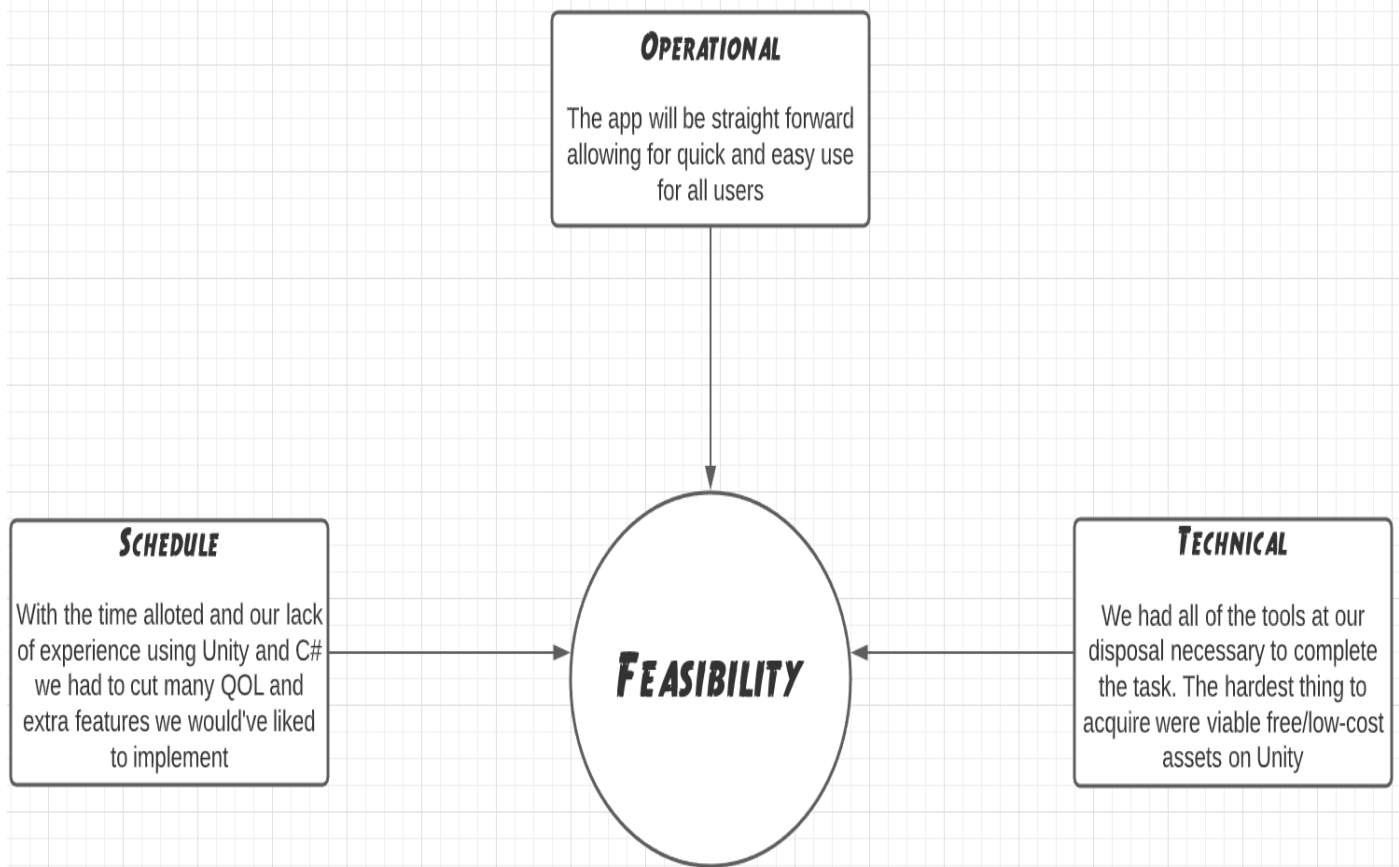 OPERATIONAL
The app will be straight forward
allowing for quick and easy use
for all users
SCHEDULE
With the time alloted and our lack
of experience using Unity and C#
we had to cut many QOL and
extra features we would've liked
to implement
FEASIBILITY
TECHNICAL
We had all of the tools at our
disposal necessary to complete
the task. The hardest thing to
acquire were viable free/low-cost
assets on Unity